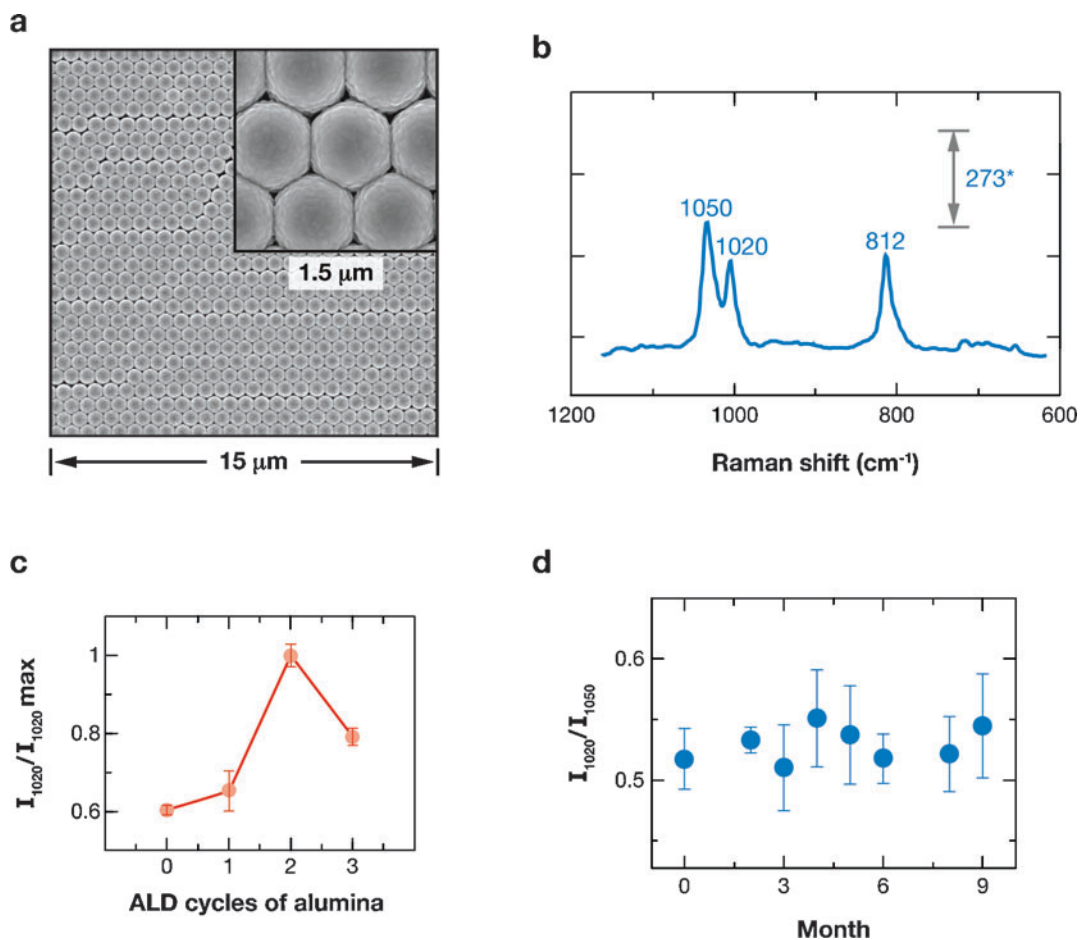 a
1.5 μm
15 μm
b
1050
1020
812
273*
1200
1000
800
600
Raman shift (cm⁻¹)
c
I₁₀₂₀/I₁₀₂₀ max
1
0.8
0.6
0
1
2
3
ALD cycles of alumina
d
I₁₀₂₀/I₁₀₅₀
0.6
0.5
0
3
6
9
Month